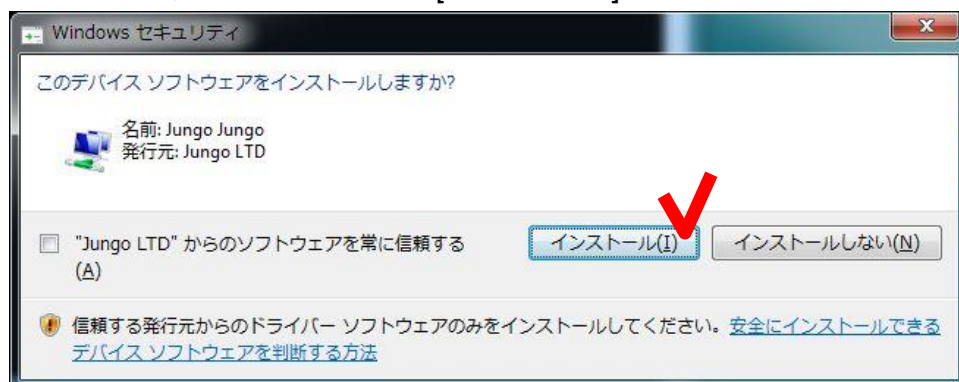 Windows セキュリティ
このデバイス ソフトウェアをインストールしますか?
名前: Jungo Jungo
発行元: Jungo LTD
"Jungo LTD" からのソフトウェアを常に信頼する
(A)
インストール(I)
インストールしない(N)
信頼する発行元からのドライバー ソフトウェアのみをインストールしてください。安全にインストールできる
デバイス ソフトウェアを判断する方法